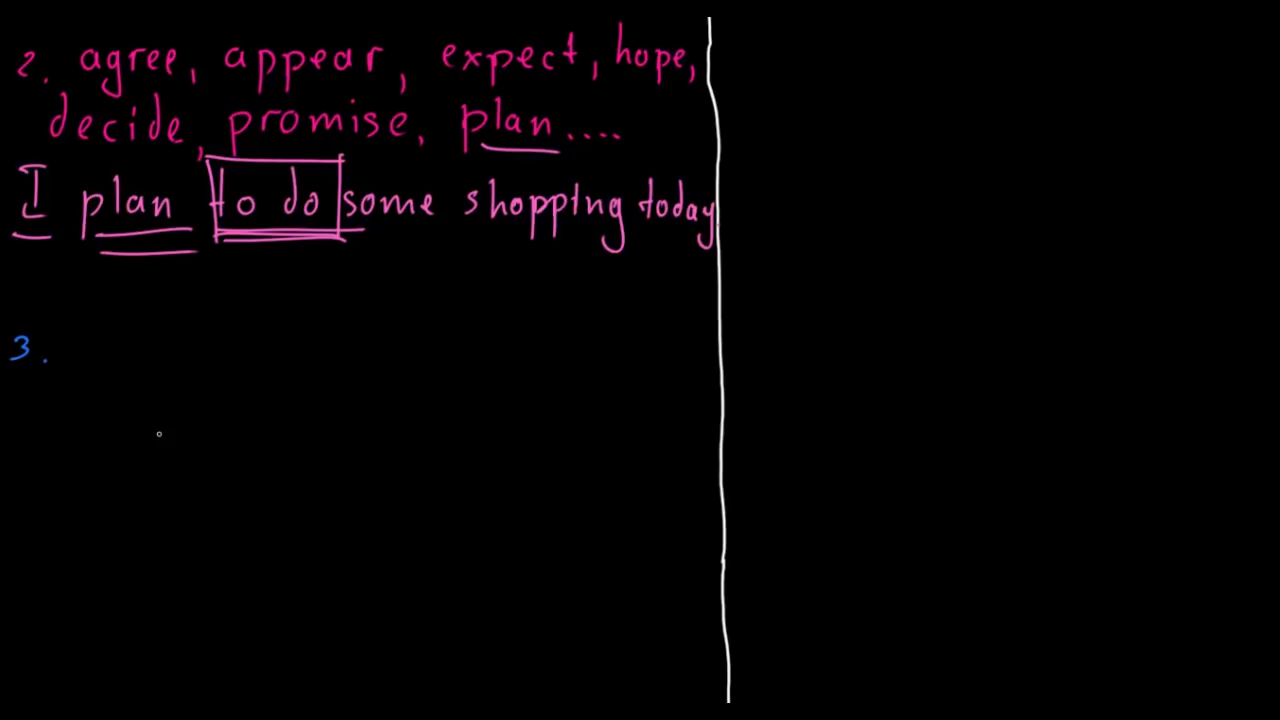 2. agree, appear, expect, hope,
decide, promise, plan....
I plan to do some shopping today
3.